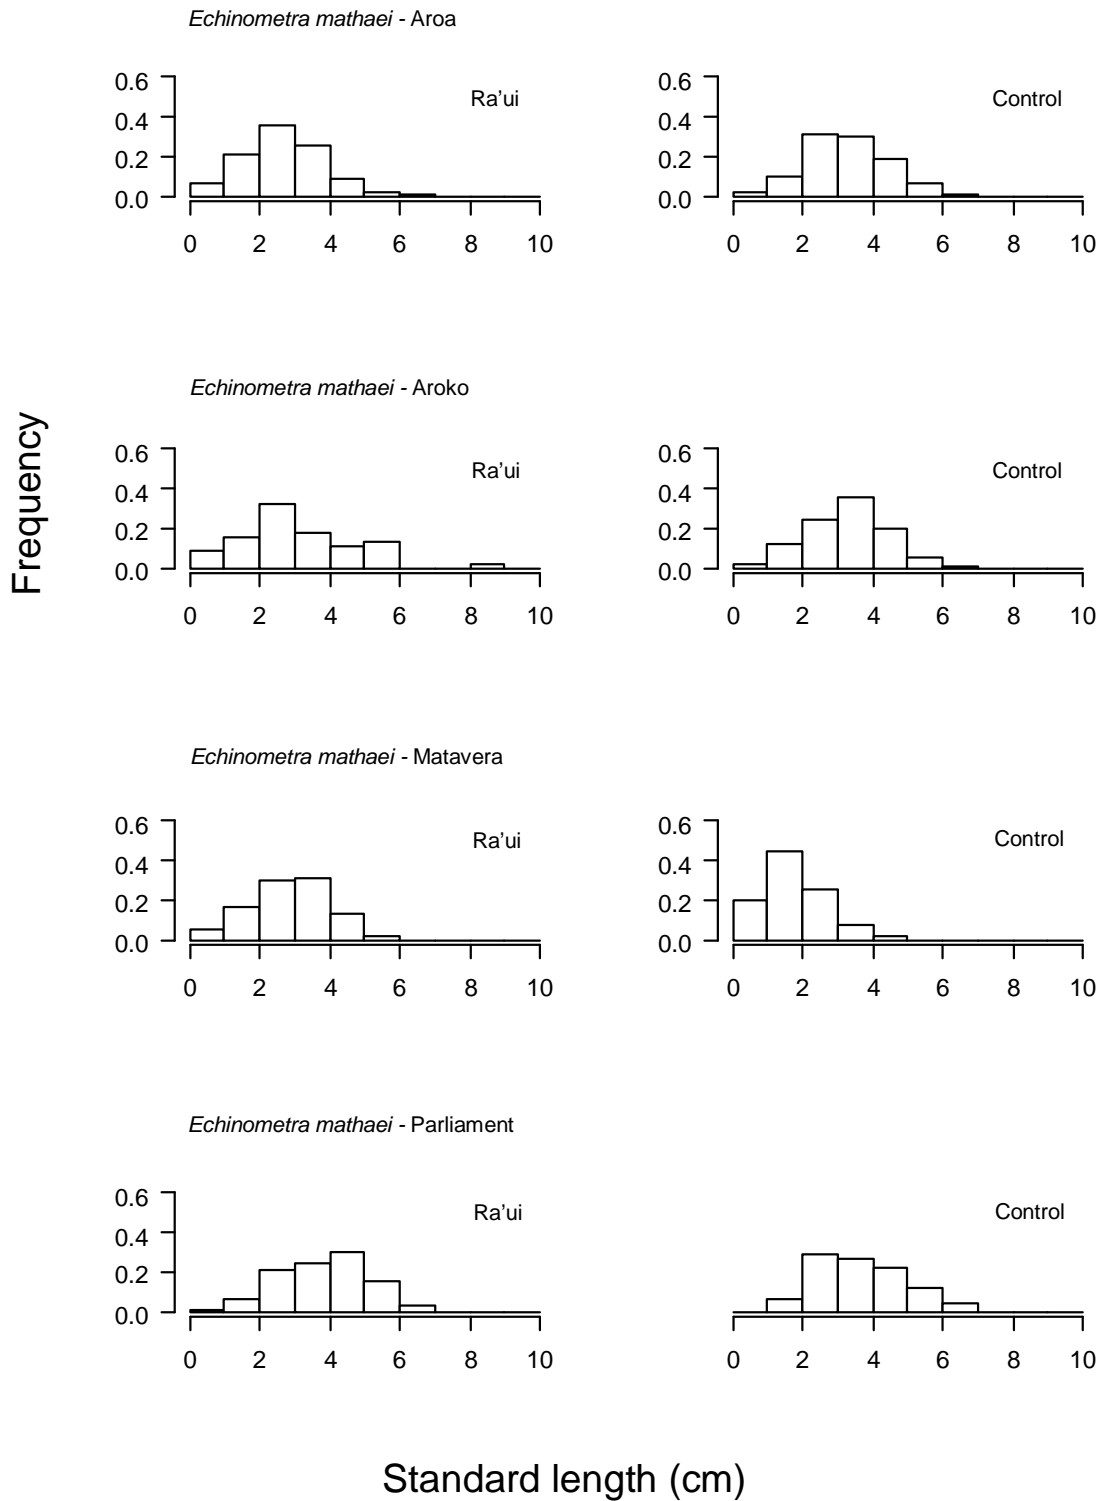 Echinometra mathaei - Aroa
Ra'ui
Control
0.6 0.6
0.4 0.4
0.2 0.2
0.0 0.0
0 2 4 6 8 10 0 2 4 6 8 10
Echinometra mathaei - Aroko
Frequency
Ra'ui
Control
0.6 0.6
0.4 0.4
0.2 0.2
0.0 0.0
0 2 4 6 8 10 0 2 4 6 8 10
Echinometra mathaei - Matavera
Ra'ui
Control
0.6 0.6
0.4 0.4
0.2 0.2
0.0 0.0
0 2 4 6 8 10 0 2 4 6 8 10
Echinometra mathaei - Parliament
Ra'ui
Control
0.6
0.4
0.2
0.0
0 2 4 6 8 10 0 2 4 6 8 10
Standard length (cm)